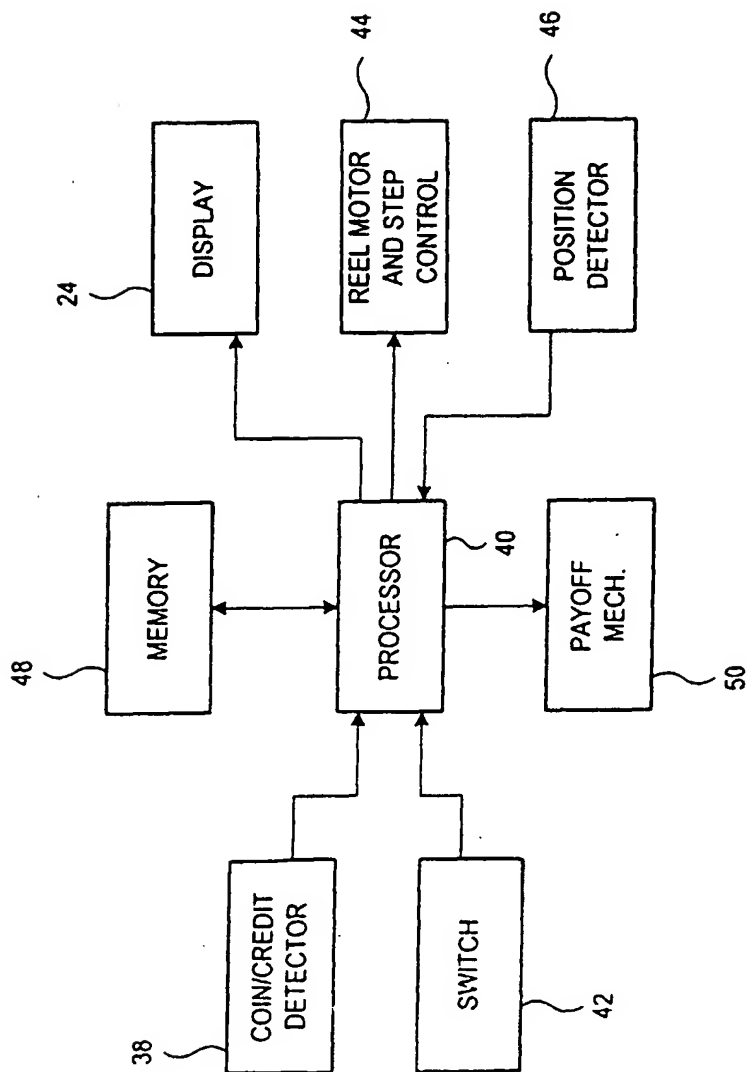 48
MEMORY
24
DISPLAY
38
COIN/CREDIT
DETECTOR
PROCESSOR
40
44
REEL MOTOR
AND STEP
CONTROL
42
SWITCH
50
PAYOFF
MECH.
46
POSITION
DETECTOR